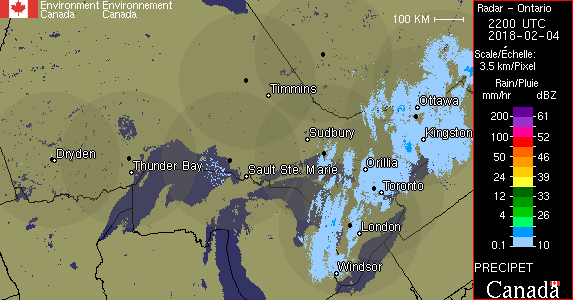 Environment Environnement
Canada Canada
100 KM
Timmins
Ottawa
Sudbury
Kingston
Dryden
Thunder Bay
Sault Ste. Marie
Orillia
Toronto
London
Windsor
Radar - Ontario
2200 UTC
2018-02-04
Scale/Échelle:
3.5 km/Pixel
Rain/Pluie
mm/hr dBZ
200 61
100 52
50 46
24 39
12 33
4 26
0.1 10
PRECIPET
Canada